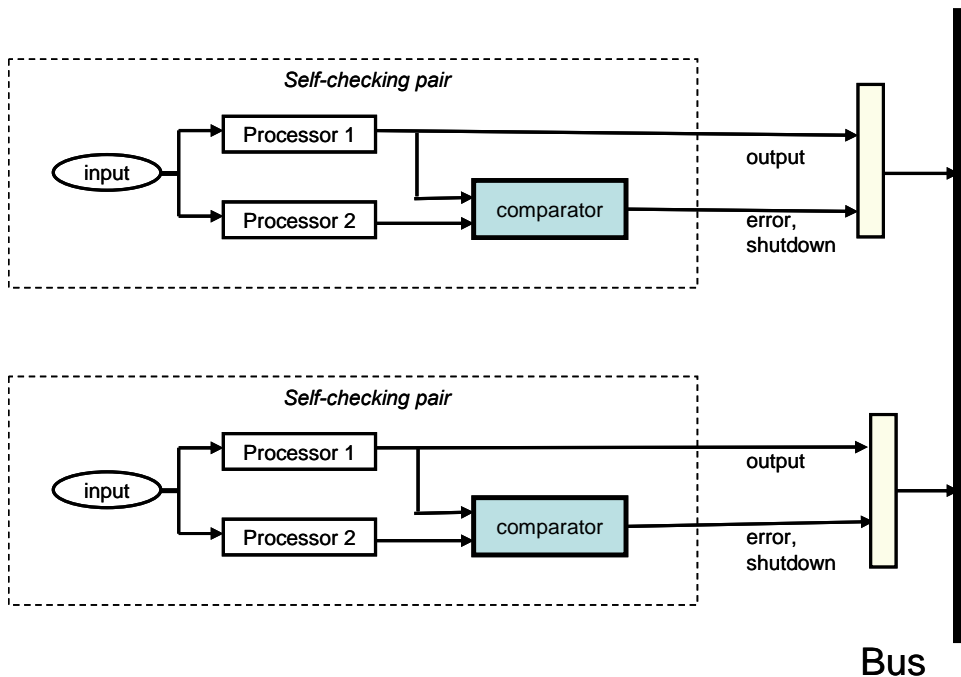 Self-checking pair
Processor 1
input
output
Processor 2
comparator
error,
shutdown
Self-checking pair
Processor 1
input
output
Processor 2
comparator
error,
shutdown
Bus